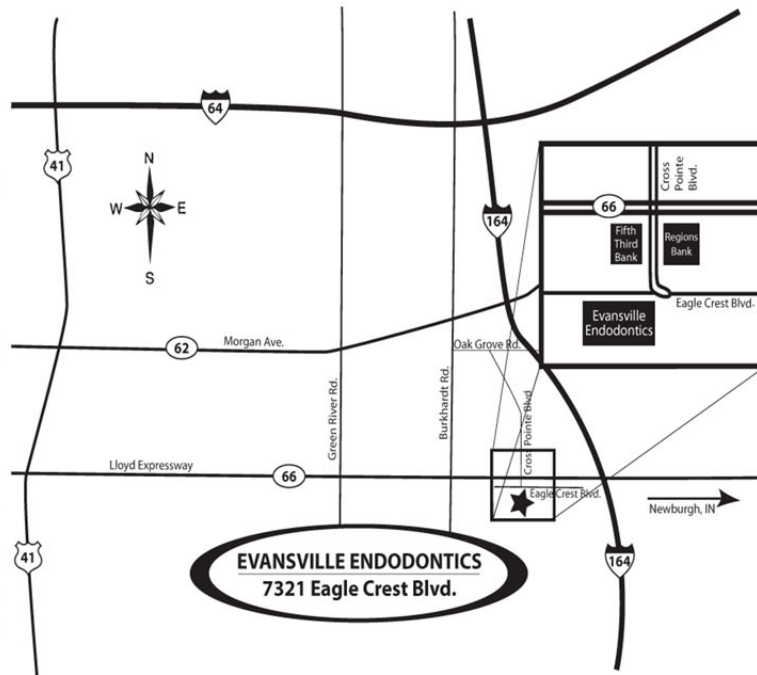 64
41
N
W
E
S
164
Cross
Pointe Blvd.
66
Fifth
Third
Bank
Regions
Bank
Eagle Crest Blvd.
Evansville
Endodontics
62
Morgan Ave.
Oak Grove Rd.
Green River Rd.
Burkhardt Rd.
Cross Pointe Blvd
Lloyd Expressway
66
Eagle Crest Blvd.
Newburgh, IN
41
164
EVANSVILLE ENDODONTICS
7321 Eagle Crest Blvd.